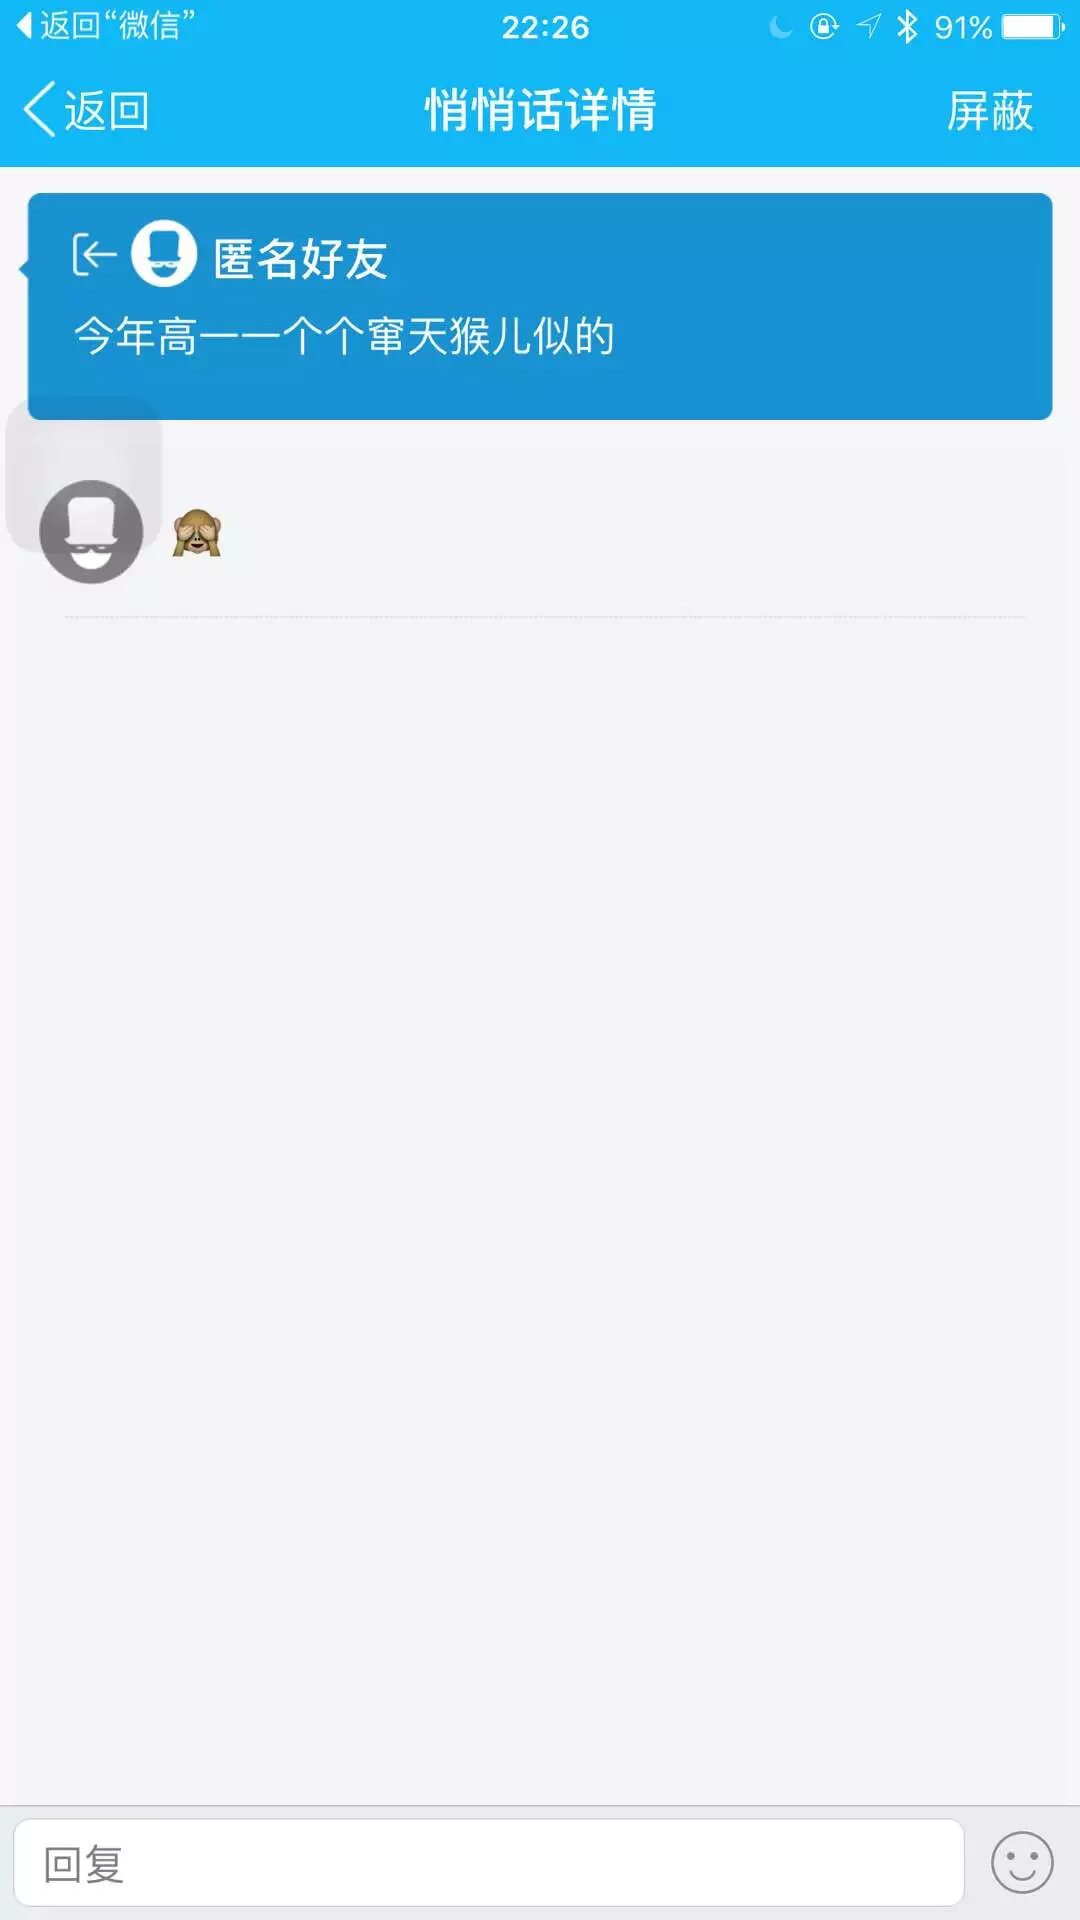 返回“微信”
22:26
91%
返回
悄悄话详情
屏蔽
匿名好友
今年高一一个个窜天猴儿似的
回复